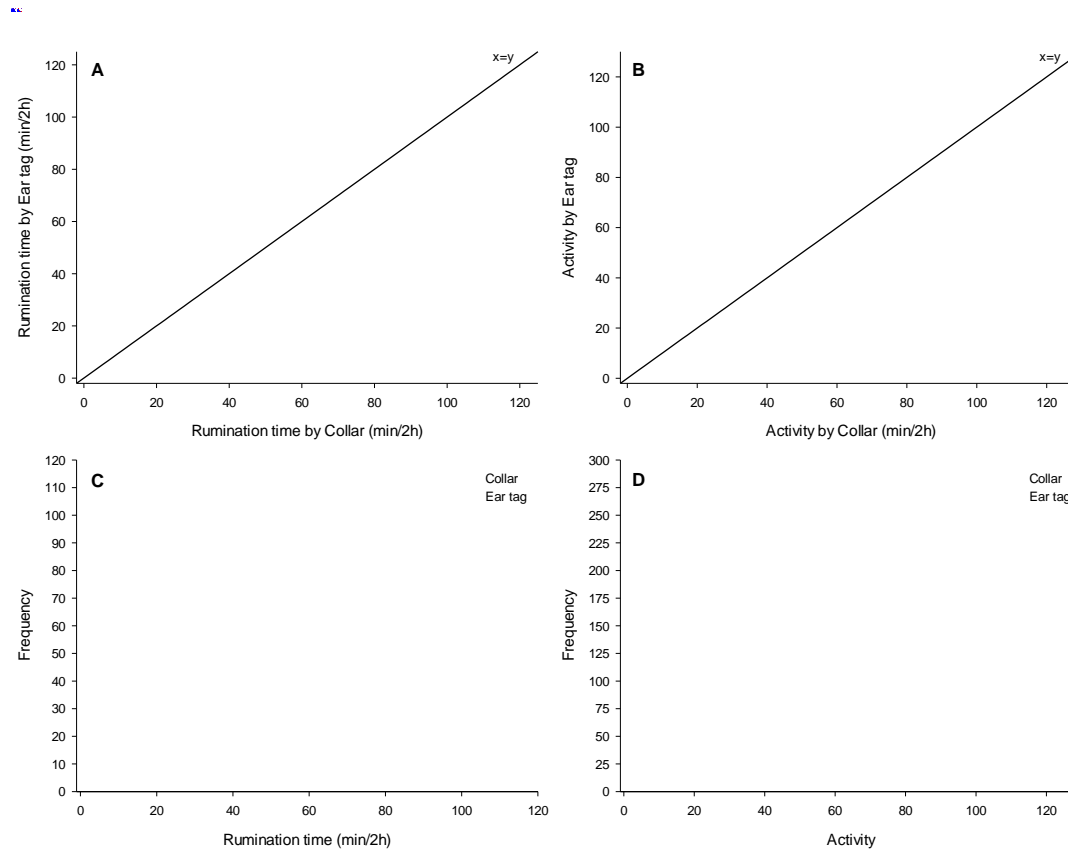 A
x=y
120
100
80
60
40
20
0
Rumination time by Ear tag (min/2h)
0 20 40 60 80 100 120
Rumination time by Collar (min/2h)
B
x=y
120
100
80
60
40
20
0
Activity by Ear tag
0 20 40 60 80 100 120
Activity by Collar (min/2h)
C
Collar
Ear tag
120
110
100
90
80
70
60
50
40
30
20
10
0
Frequency
0 20 40 60 80 100 120
Rumination time (min/2h)
D
Collar
Ear tag
300
275
250
225
200
175
150
125
100
75
50
25
0
Frequency
0 20 40 60 80 100 120
Activity